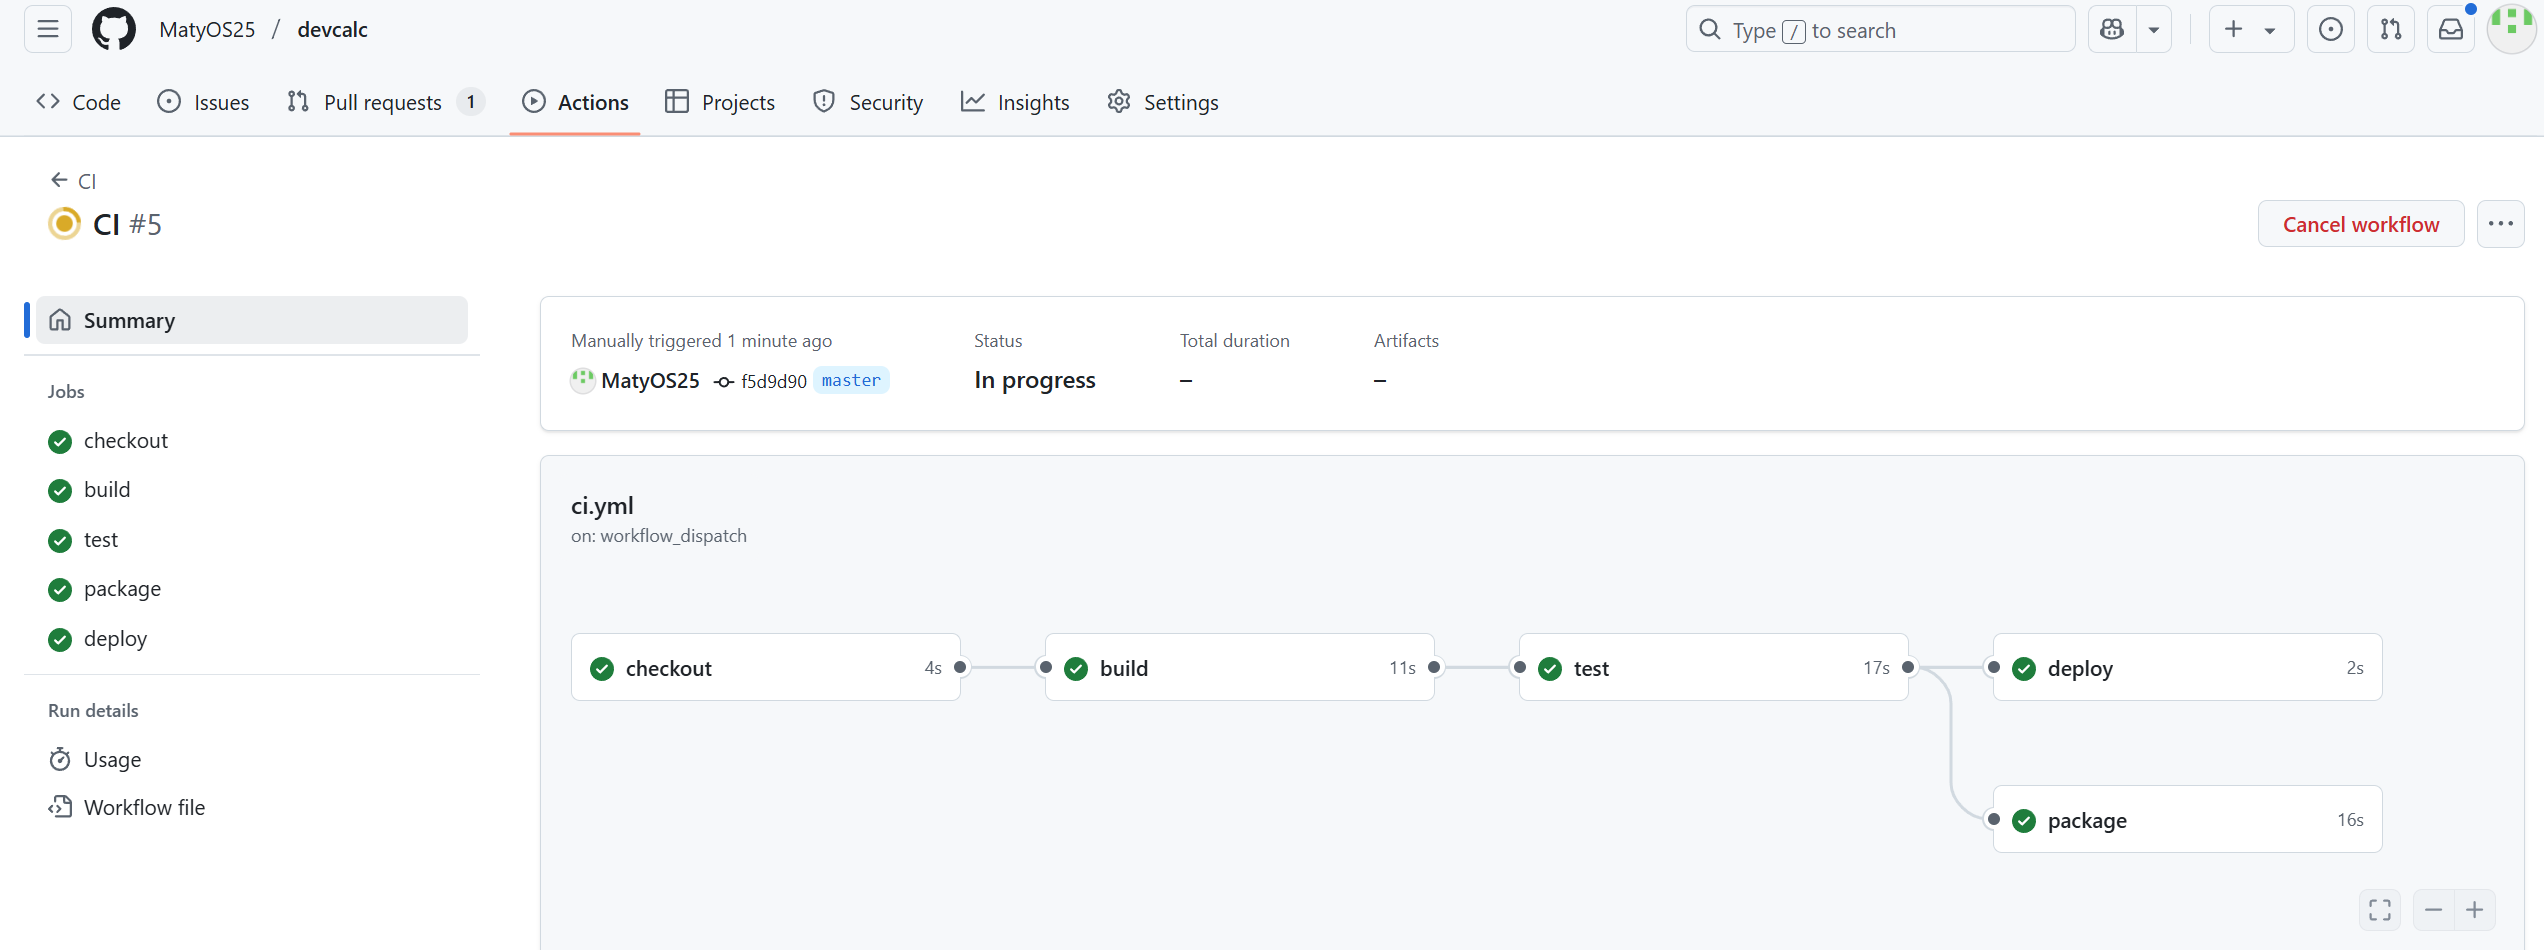 MatyOS25 / devcalc
Type / to search
Code
Issues
Pull requests 1
Actions
Projects
Security
Insights
Settings
CI
CI #5
Cancel workflow
Summary
Jobs
checkout
build
test
package
deploy
Run details
Usage
Workflow file
Manually triggered 1 minute ago
MatyOS25 f5d9d90 master
Status
In progress
Total duration
–
Artifacts
–
ci.yml
on: workflow_dispatch
checkout 4s
build 11s
test 17s
deploy 2s
package 16s